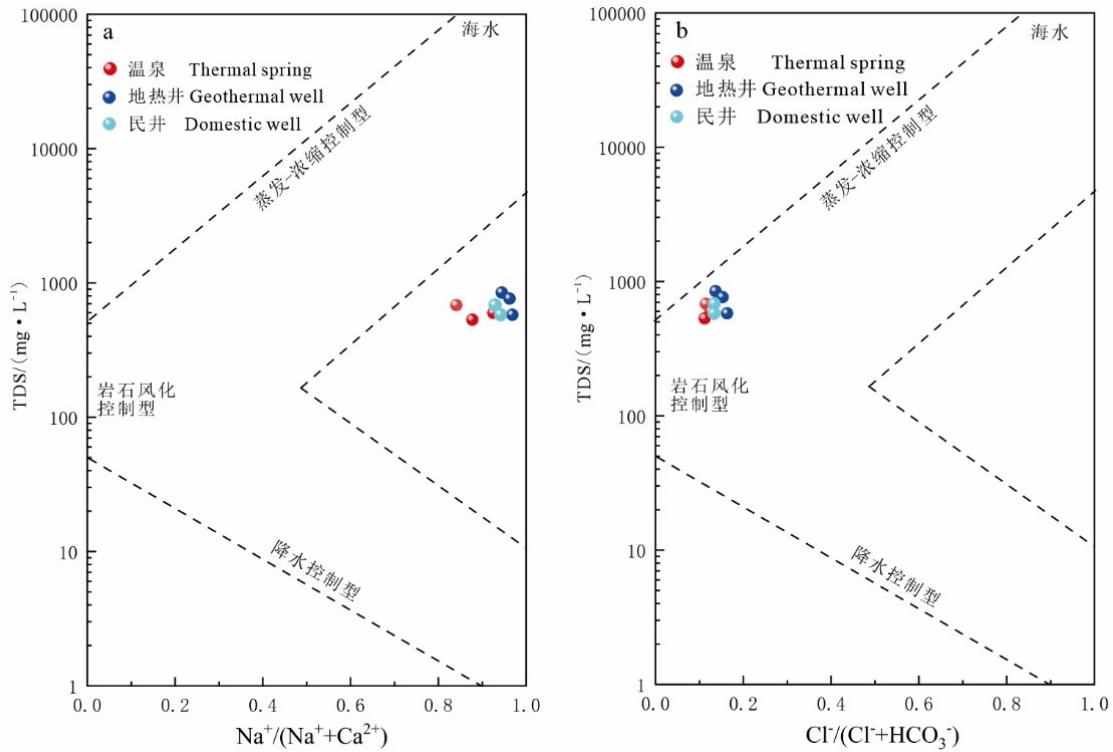 a
海水
温泉 Thermal spring
地热井 Geothermal well
民井 Domestic well
蒸发-浓缩控制型
岩石风化
控制型
降水控制型
100000
10000
1000
100
10
1
TDS/(mg·L⁻¹)
0.0 0.2 0.4 0.6 0.8 1.0
Na⁺/(Na⁺+Ca²⁺)
b
海水
温泉 Thermal spring
地热井 Geothermal well
民井 Domestic well
蒸发-浓缩控制型
岩石风化
控制型
降水控制型
100000
10000
1000
100
10
1
TDS/(mg·L⁻¹)
0.0 0.2 0.4 0.6 0.8 1.0
Cl⁻/(Cl⁻+HCO₃⁻)